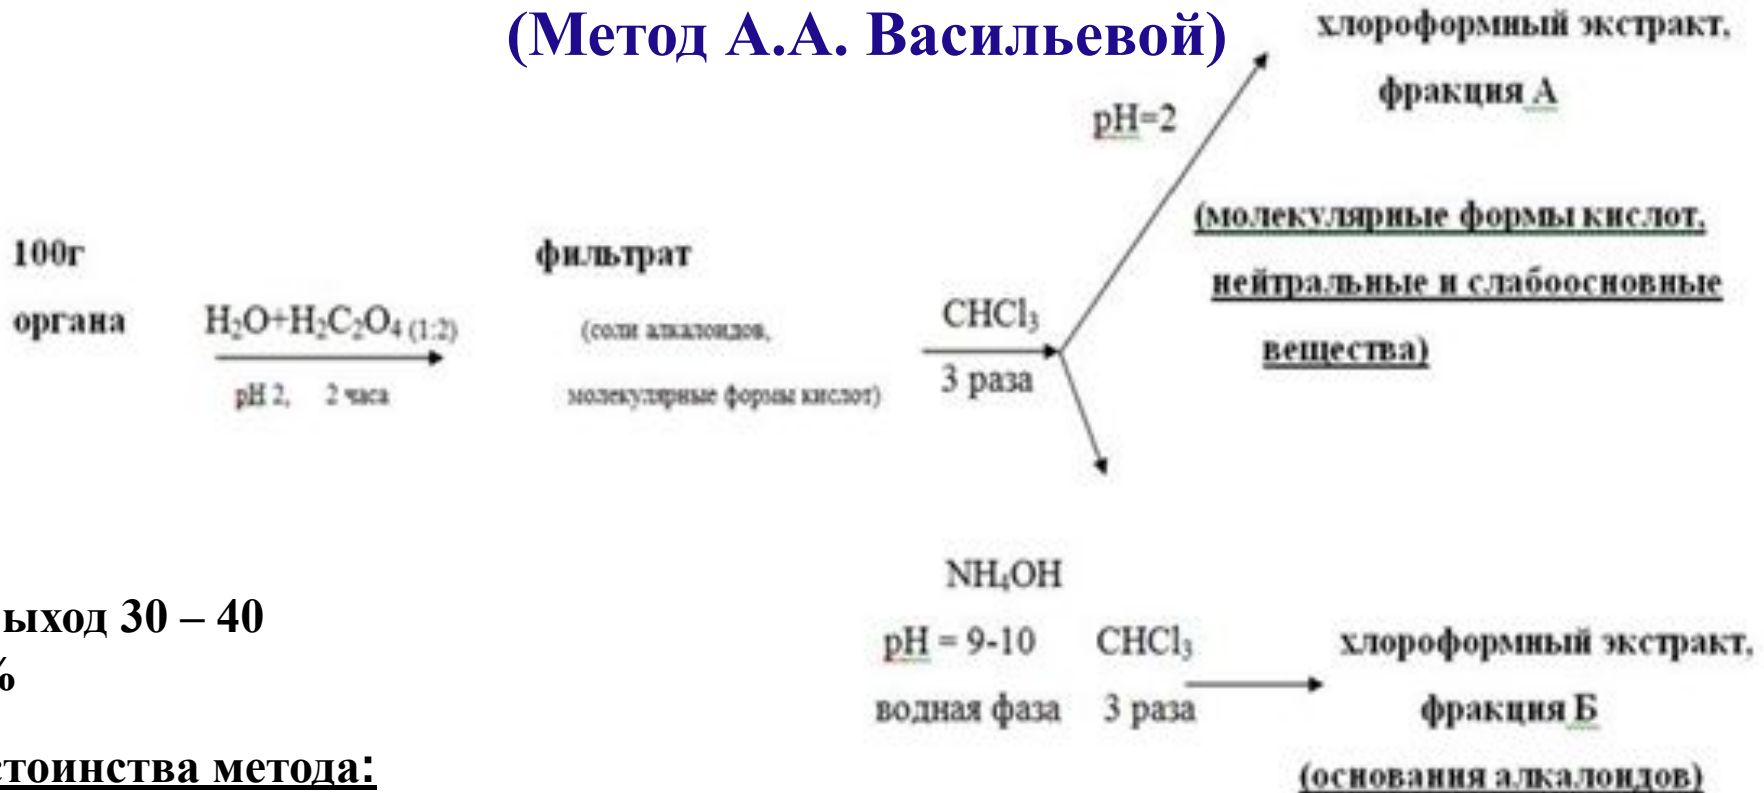 (Метод А.А. Васильевой)
хлороформный экстракт,
фракция А
pH=2
(молекулярные формы кислот,
нейтральные и слабоосновные
вещества)
100г
органа
H₂O+H₂C₂O₄ (1:2)
pH 2, 2 часа
фильтрат
(соли алкалоидов,
молекулярные формы кислот)
CHCl₃
3 раза
NH₄OH
pH = 9-10 CHCl₃
водная фаза 3 раза
хлороформный экстракт,
фракция Б
(основания алкалоидов)
ыход 30 – 40
%
стоинства метода: